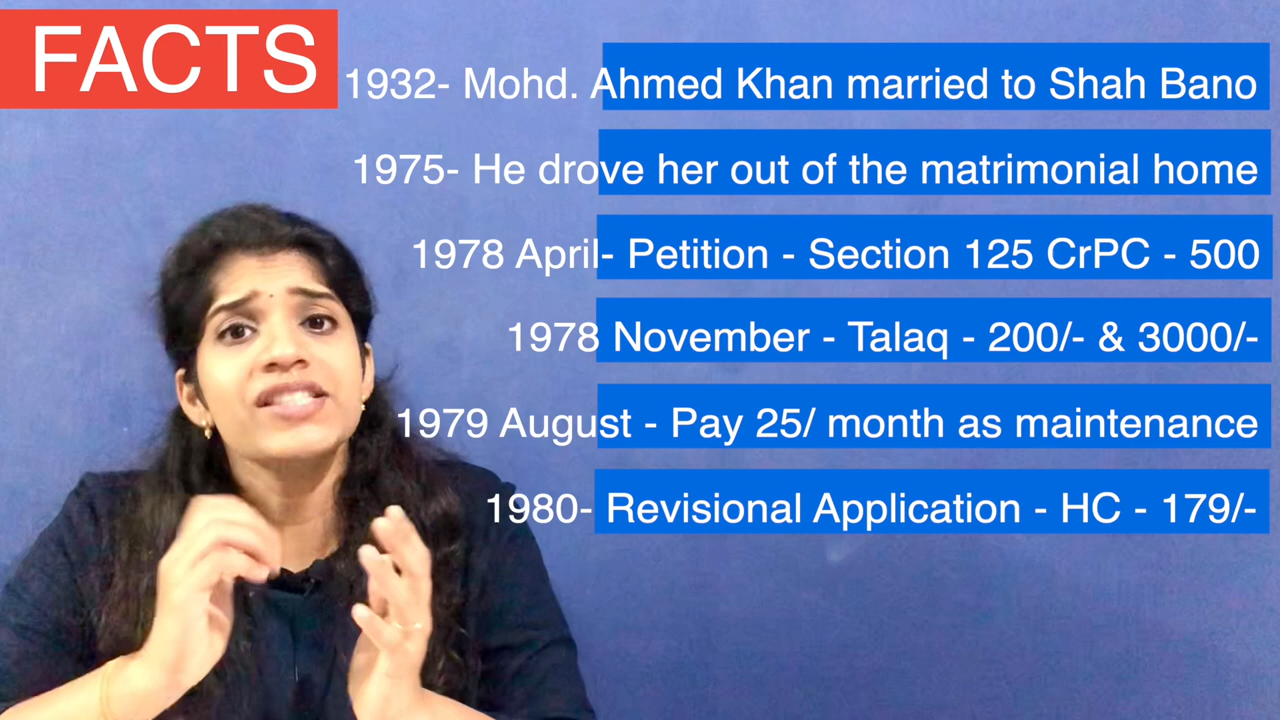 FACTS
1932- Mohd. Ahmed Khan married to Shah Bano
1975- He drove her out of the matrimonial home
1978 April- Petition - Section 125 CrPC - 500
1978 November - Talaq - 200/- & 3000/-
1979 August - Pay 25/ month as maintenance
1980- Revisional Application - HC - 179/-